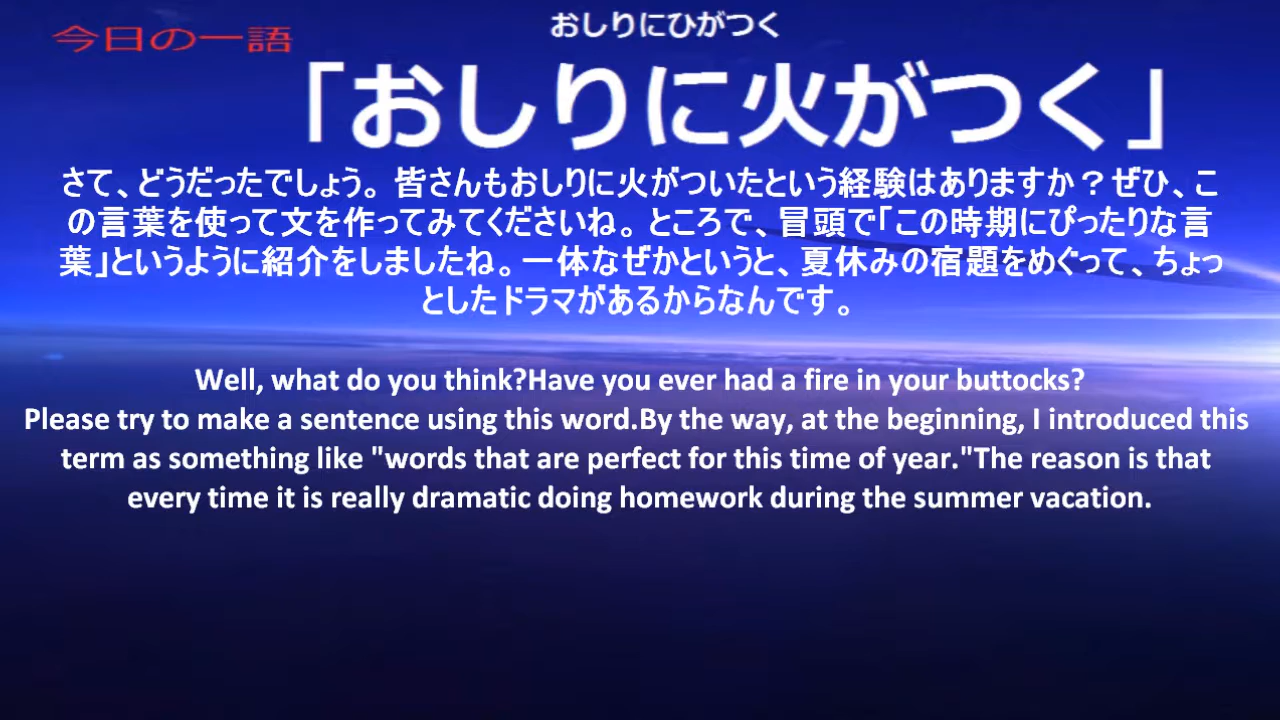 おしりにひがつく
今日の一語
「おしりに火がつく」
さて、どうだったでしょう。皆さんもおしりに火がついたという経験はありますか？ぜひ、こ
の言葉を使って文を作ってみてくださいね。ところで、冒頭で「この時期にぴったりな言
葉」というように紹介をしましたね。一体なぜかというと、夏休みの宿題をめぐって、ちょっ
としたドラマがあるからなんです。
Well, what do you think?Have you ever had a fire in your buttocks?
Please try to make a sentence using this word.By the way, at the beginning, I introduced this
term as something like "words that are perfect for this time of year."The reason is that
every time it is really dramatic doing homework during the summer vacation.